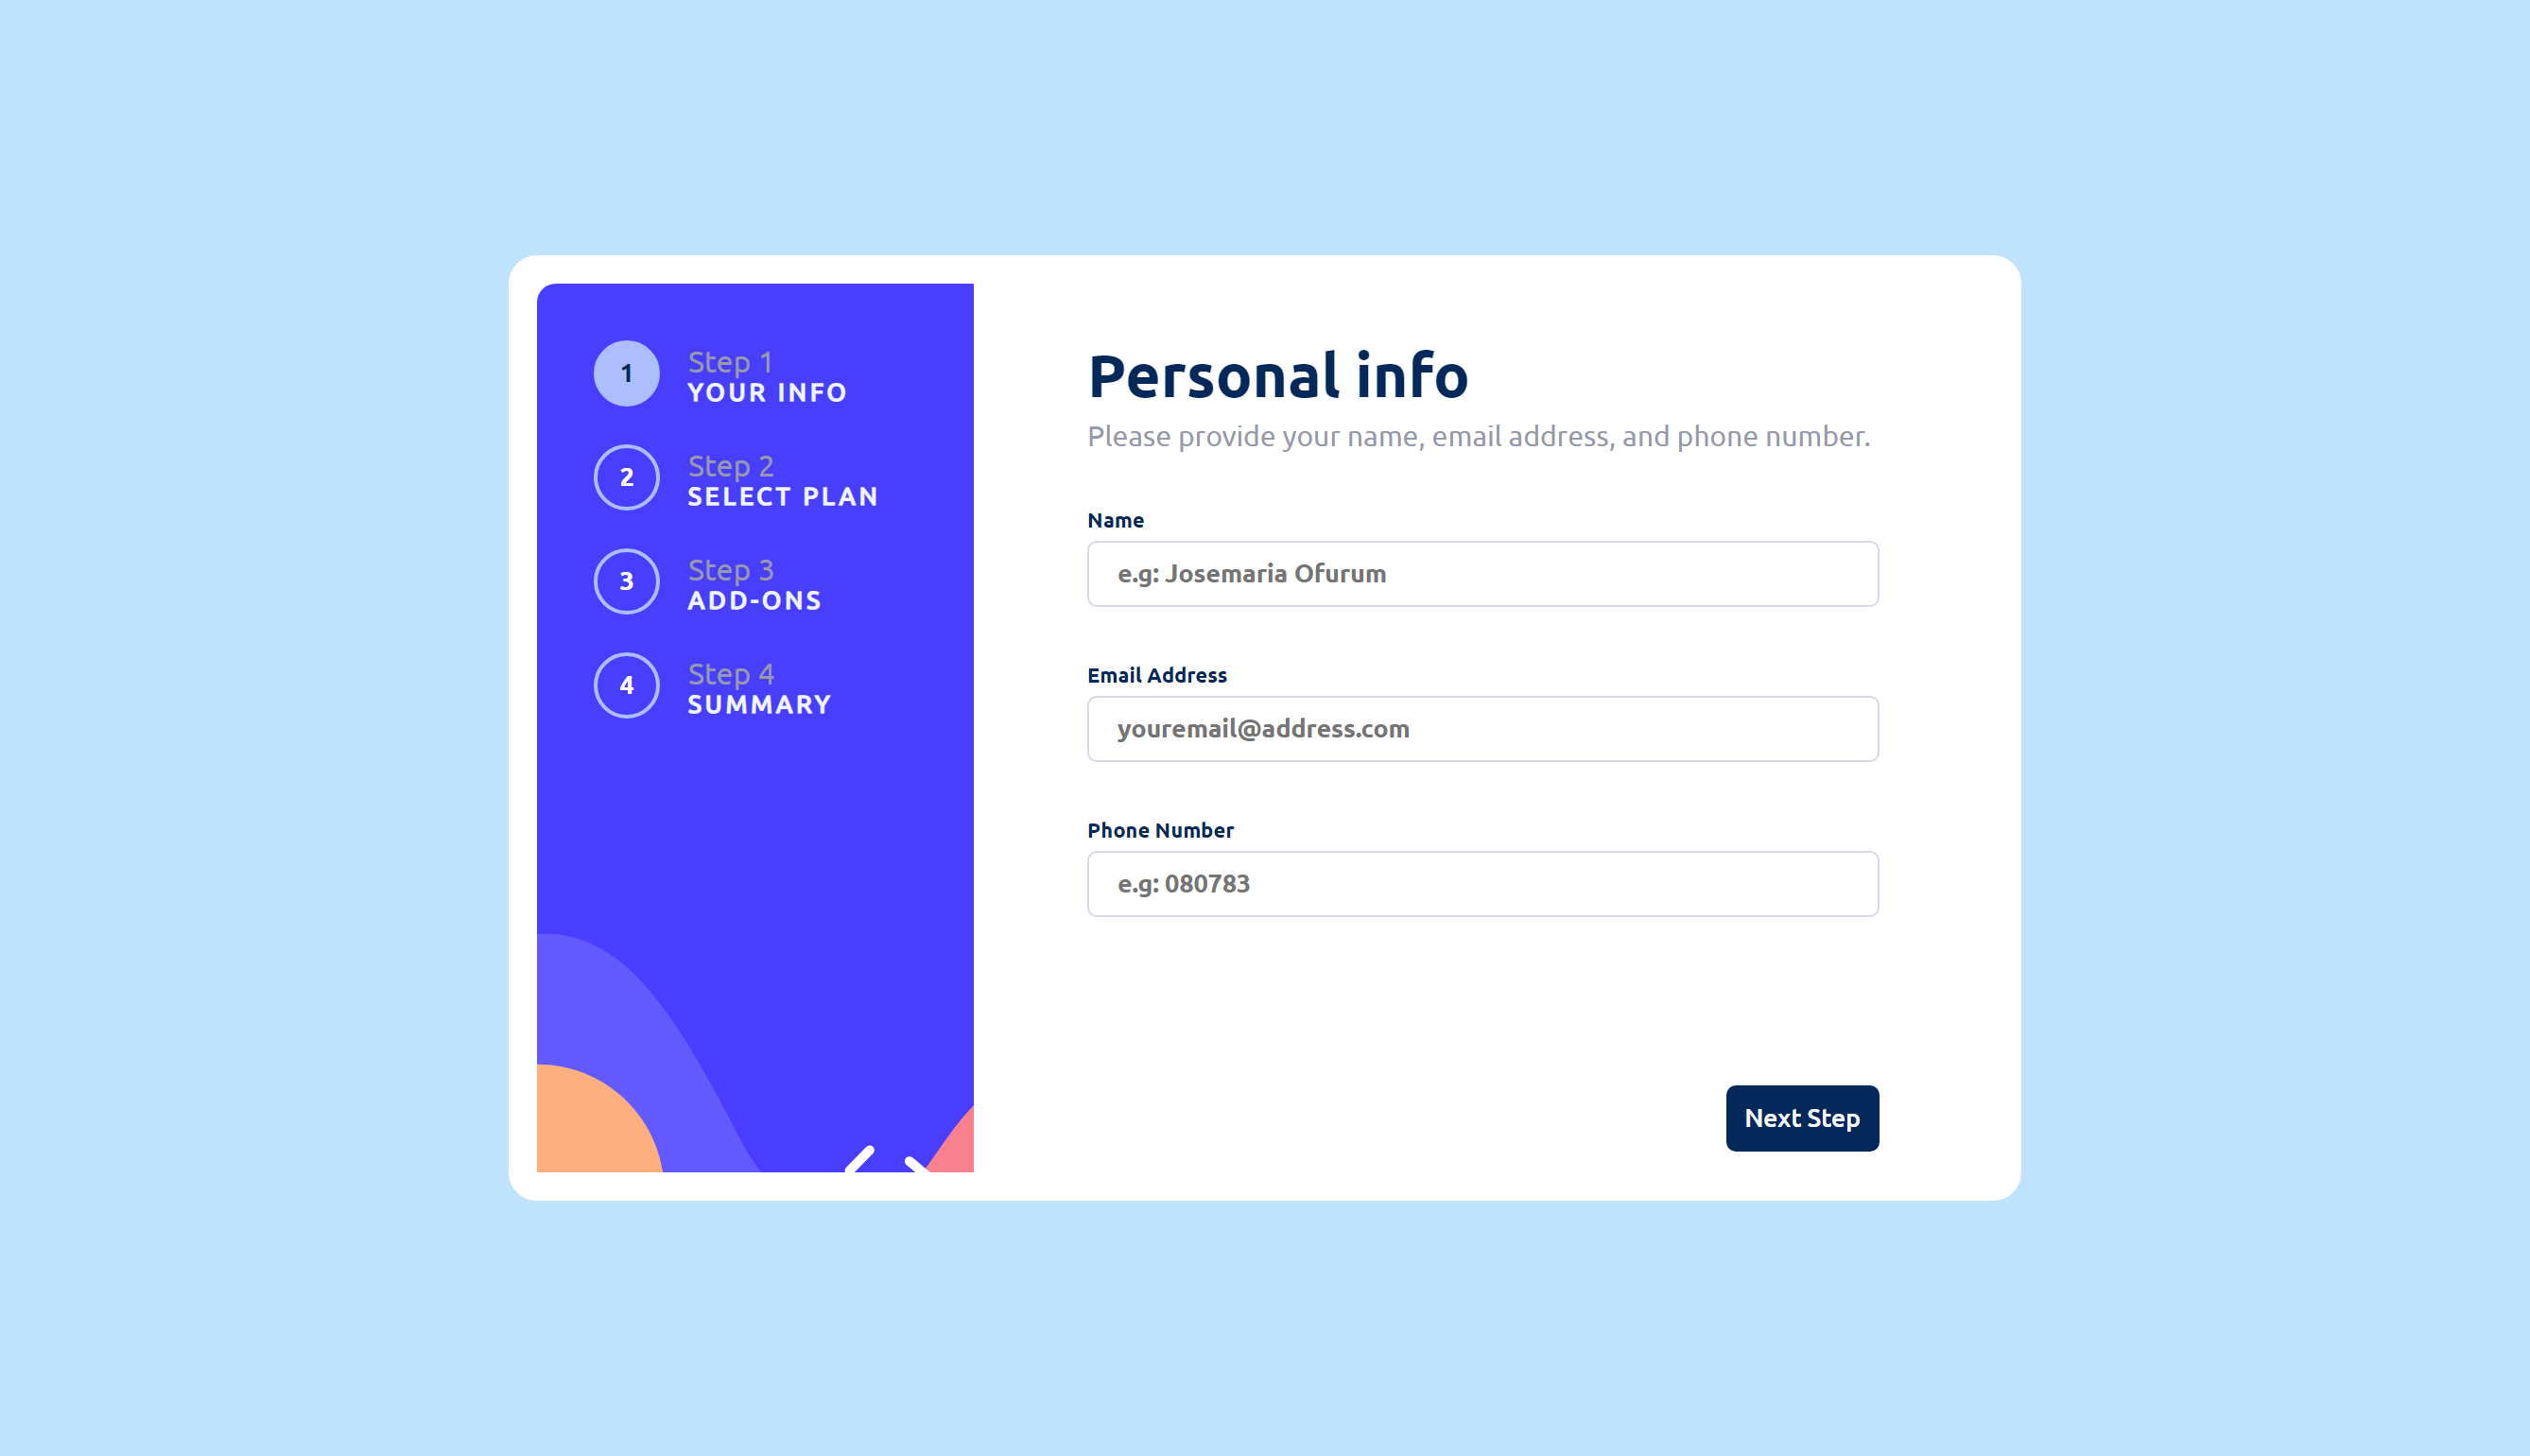 1
Step 1
YOUR INFO
2
Step 2
SELECT PLAN
3
Step 3
ADD-ONS
4
Step 4
SUMMARY
Personal info
Please provide your name, email address, and phone number.
Name
e.g: Josemaria Ofurum
Email Address
youremail@address.com
Phone Number
e.g: 080783
Next Step